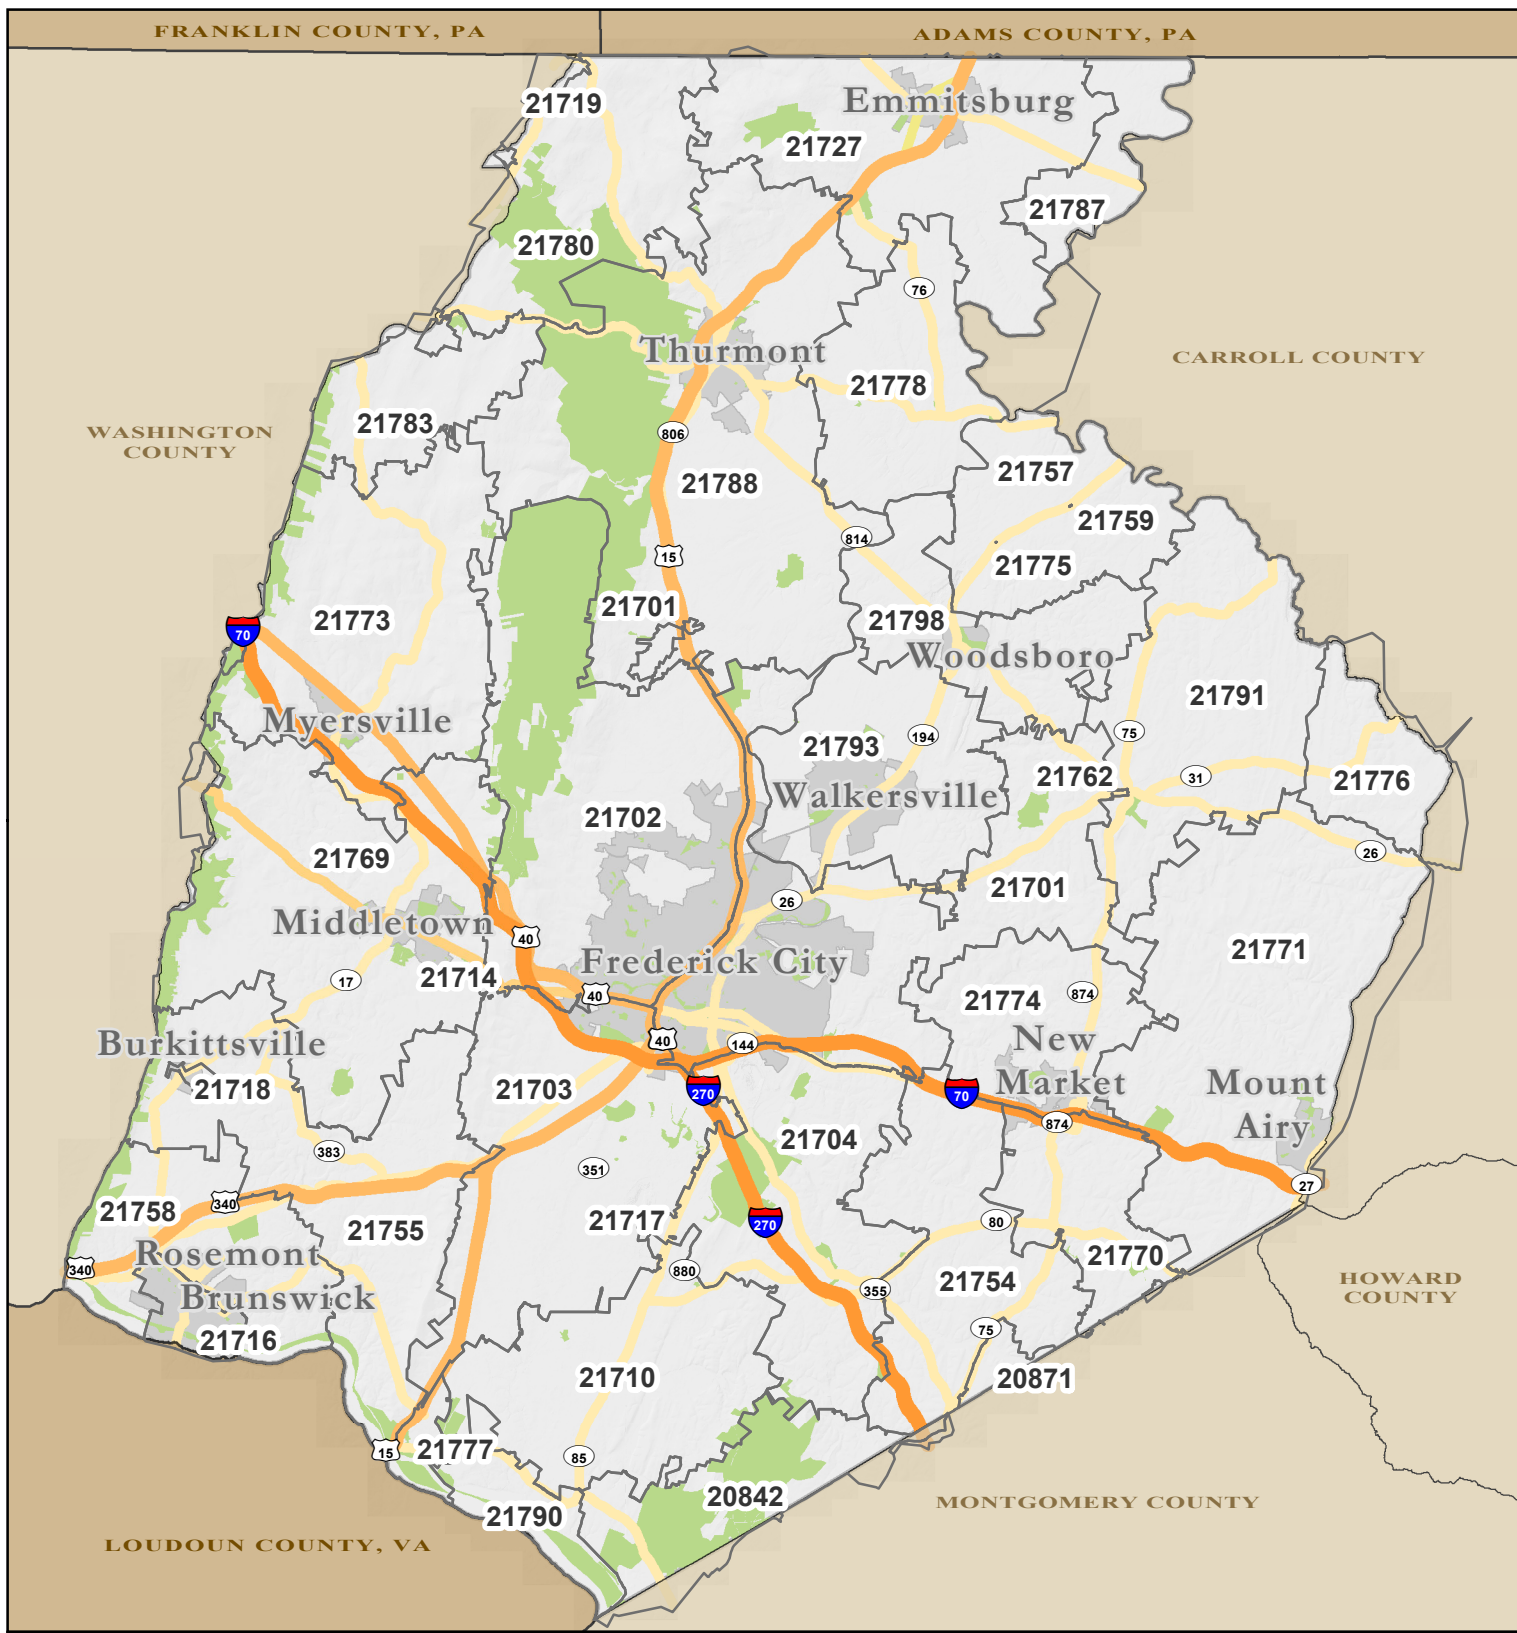 FRANKLIN COUNTY, PA
ADAMS COUNTY, PA
21719
Emmitsburg
21727
21787
21780
76
Thurmont
CARROLL COUNTY
21778
21783
WASHINGTON
COUNTY
806
21757
21788
21759
814
15
21775
21701
21773
21798
70
Woodsboro
21791
Myersville
75
194
21793
21762
31
21776
Walkersville
21702
26
21769
21701
26
Middletown
40
21771
Frederick City
21714
17
40
21774
874
New
Burkittsville
40
144
Market
Mount
21718
21703
270
70
Airy
874
21704
383
351
27
340
21758
21717
80
270
21755
Rosemont
21770
340
880
21754
HOWARD
COUNTY
355
Brunswick
75
21716
21710
20871
15
21777
85
20842
MONTGOMERY COUNTY
21790
LOUDOUN COUNTY, VA